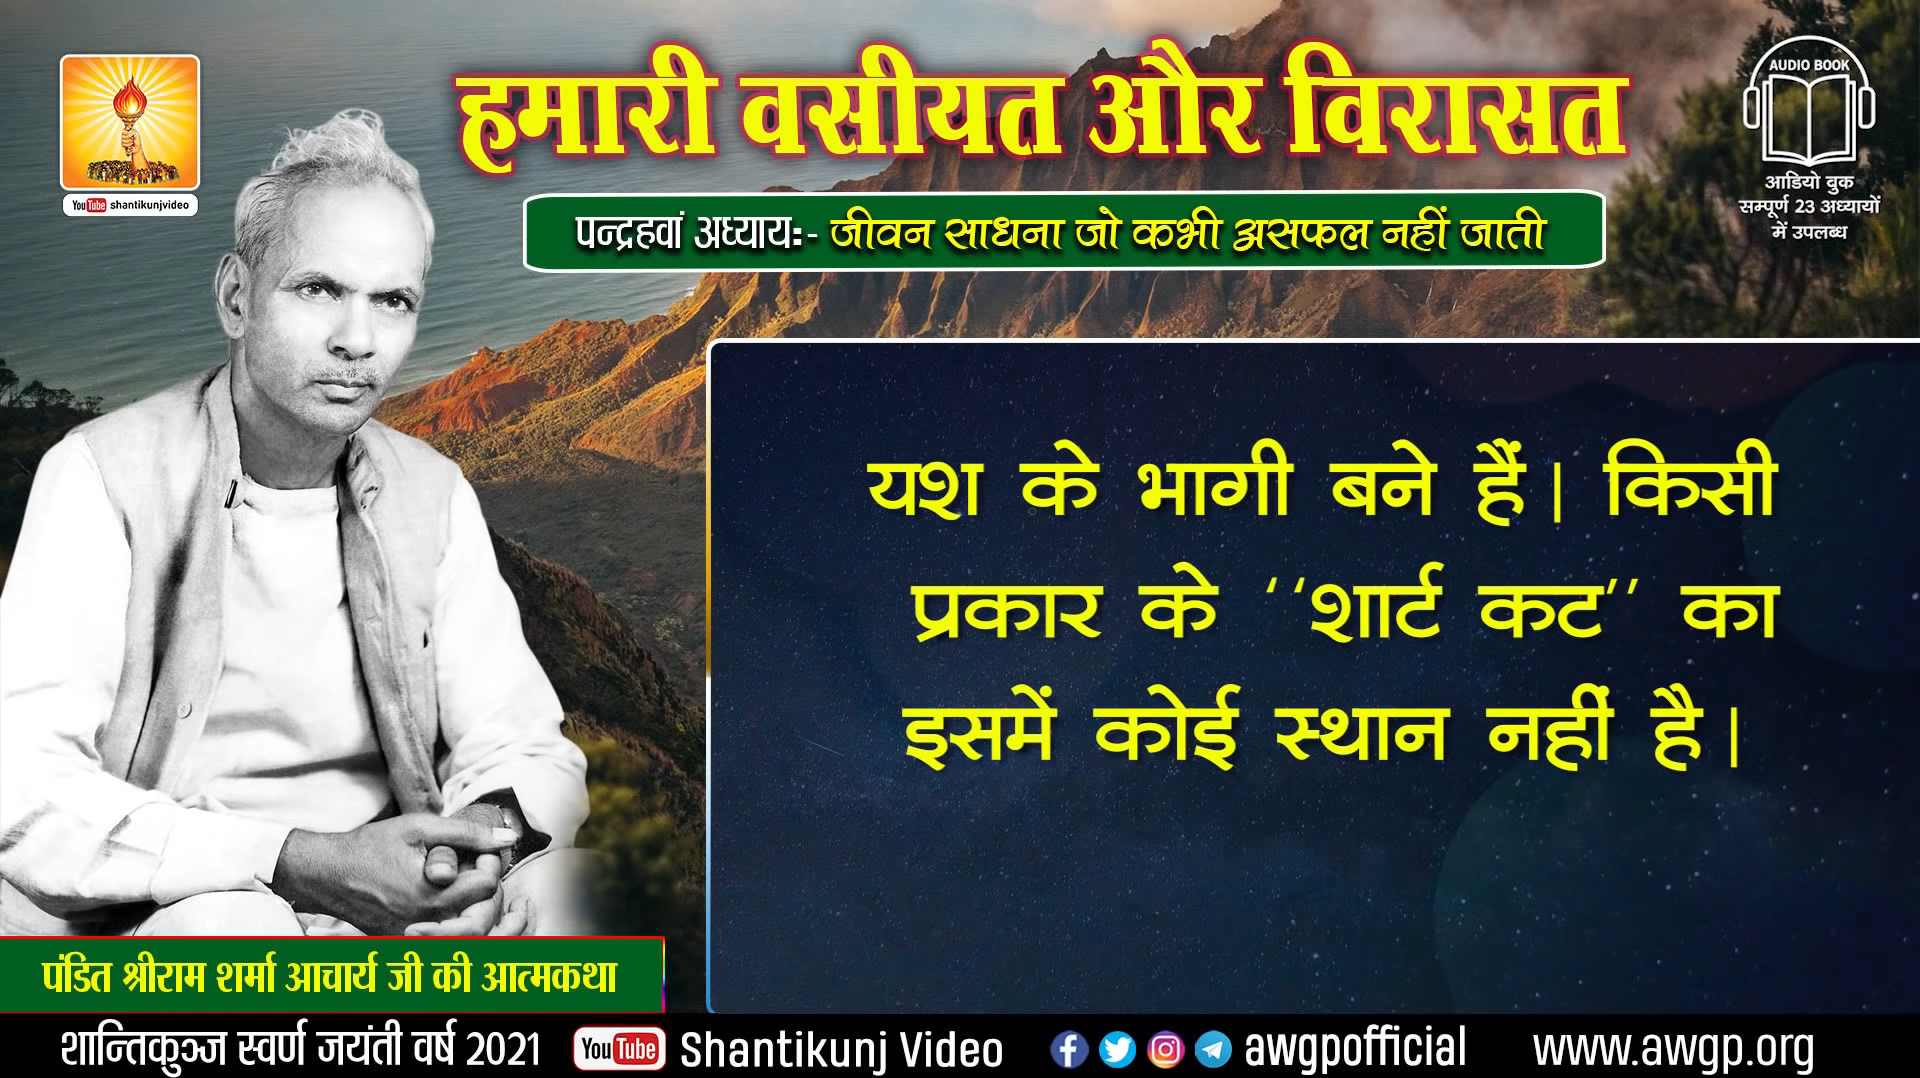 हमारी वसीयत और विरासत
YouTube shantikunjvideo
AUDIO BOOK
आडियो बुक
सम्पूर्ण 23 अध्यायों
में उपलब्ध
पन्द्रहवां अध्यायः- जीवन साधना जो कभी असफल नहीं जाती
यश के भागी बने हैं। किसी
प्रकार के ‘‘शार्ट कट’’ का
इसमें कोई स्थान नहीं है।
पंडित श्रीराम शर्मा आचार्य जी की आत्मकथा
शान्तिकुञ्ज स्वर्ण जयंती वर्ष 2021 YouTube Shantikunj Video awgpofficial www.awgp.org